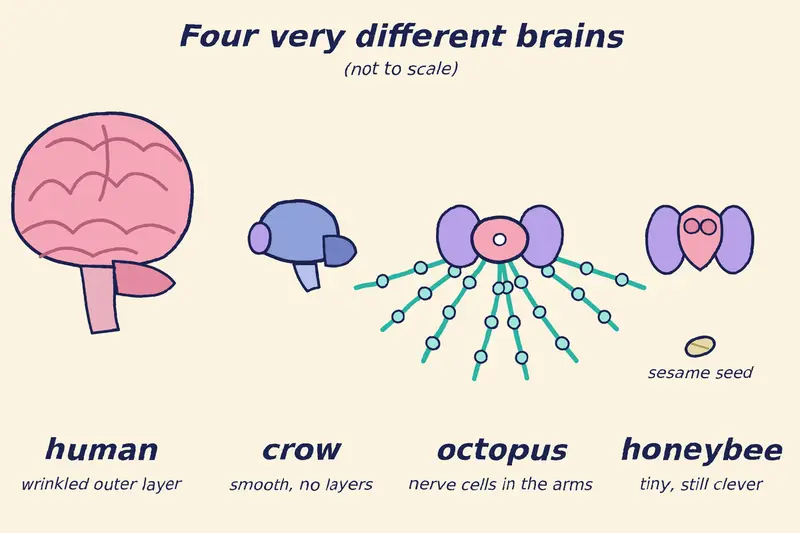 Four very different brains
(not to scale)
sesame seed
human
crow
octopus
honeybee
wrinkled outer layer
smooth, no layers
nerve cells in the arms
tiny, still clever